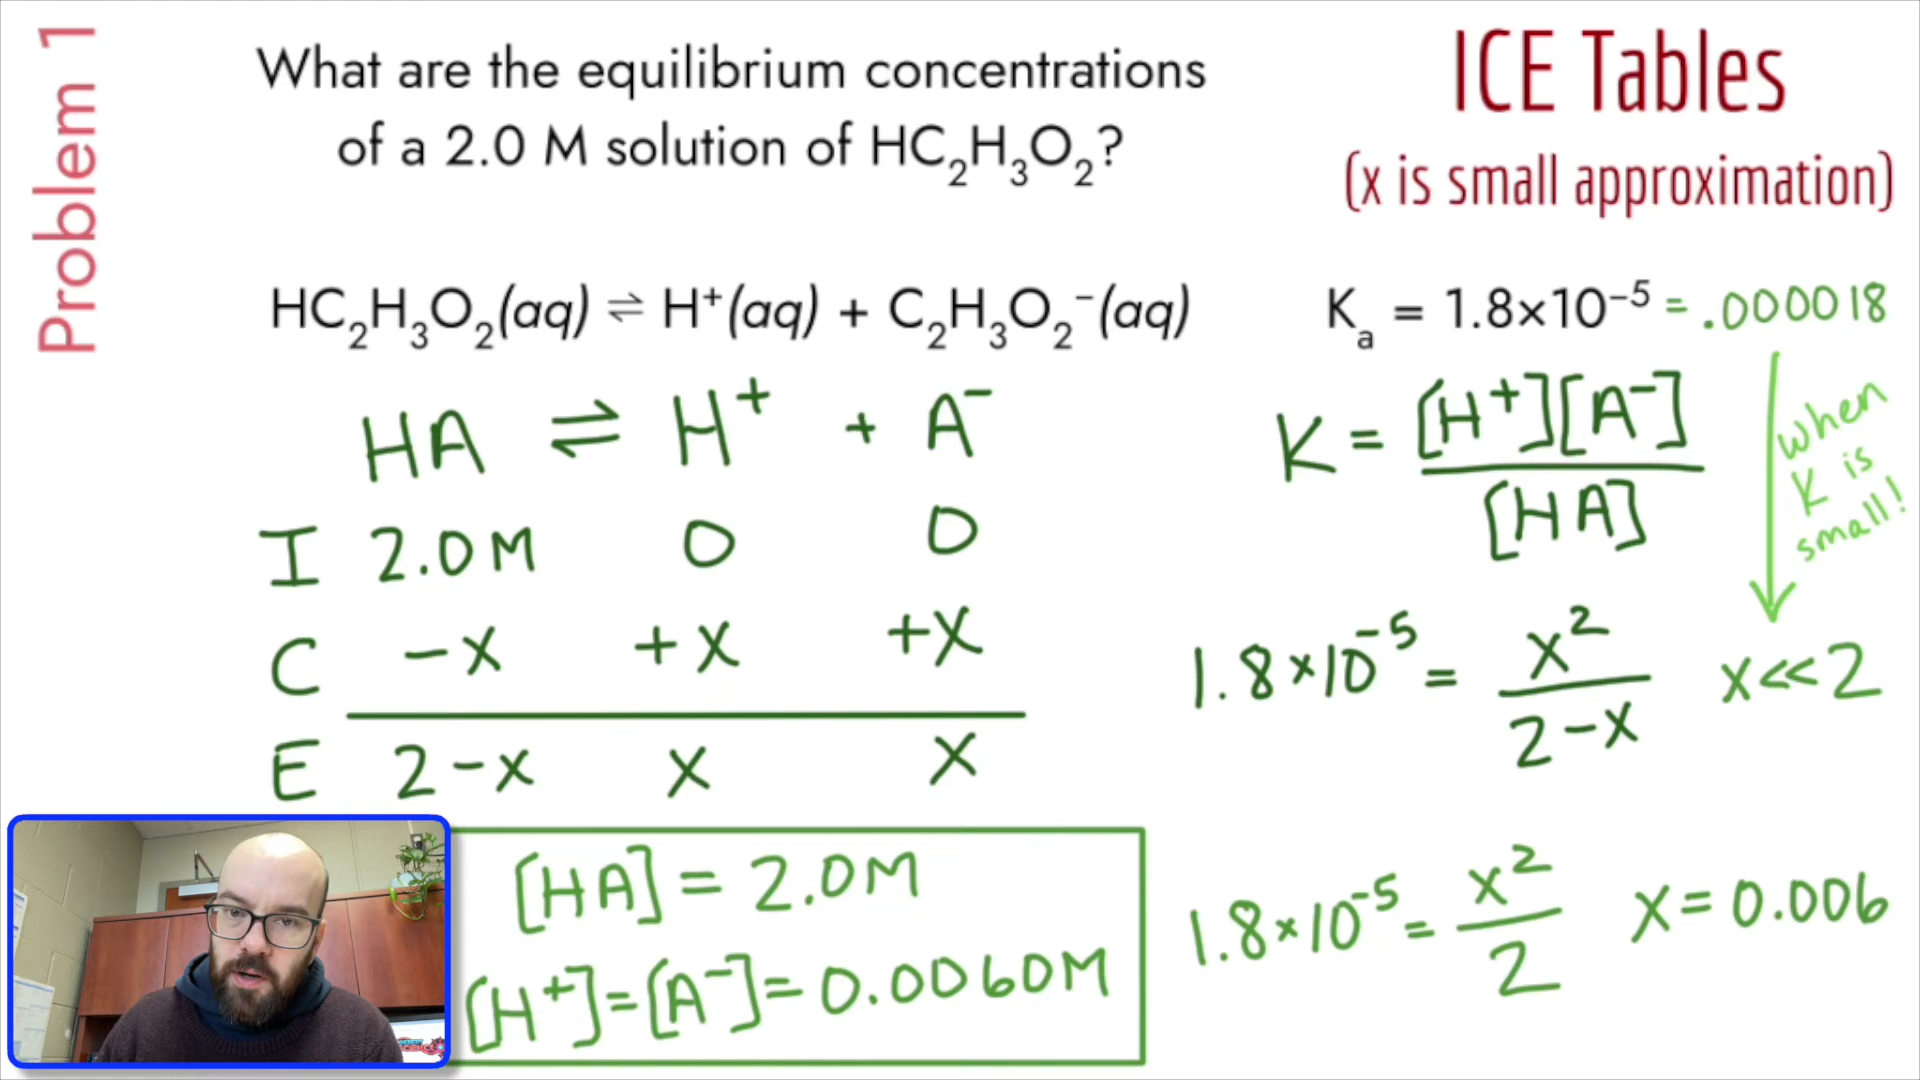 Problem 1
What are the equilibrium concentrations
of a 2.0 M solution of HC₂H₃O₂?
ICE Tables
(x is small approximation)
HC₂H₃O₂(aq) ⇌ H⁺(aq) + C₂H₃O₂⁻(aq)
Kₐ = 1.8×10⁻⁵ = .000018
HA ⇌ H⁺ + A⁻
I 2.0M 0 0
C -x +x +x
E 2-x x x
K = [H⁺][A⁻] / [HA]
when
K is
small!
1.8×10⁻⁵ = x² / 2-x x<<2
1.8×10⁻⁵ = x² / 2 x = 0.006
[HA] = 2.0M
[H⁺] = [A⁻] = 0.0060M